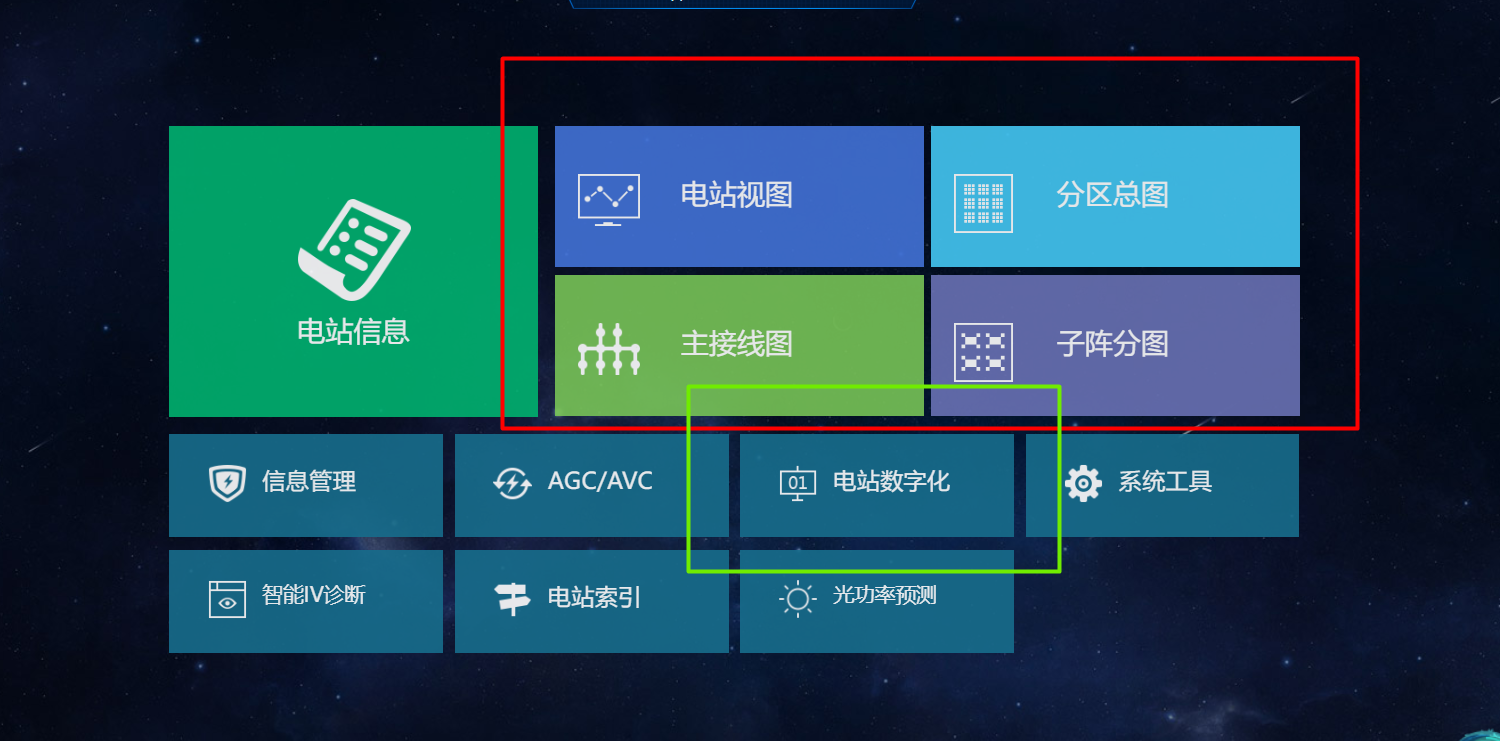 电站信息
电站视图
分区总图
主接线图
子阵分图
信息管理
AGC/AVC
01
电站数字化
系统工具
智能IV诊断
电站索引
光功率预测